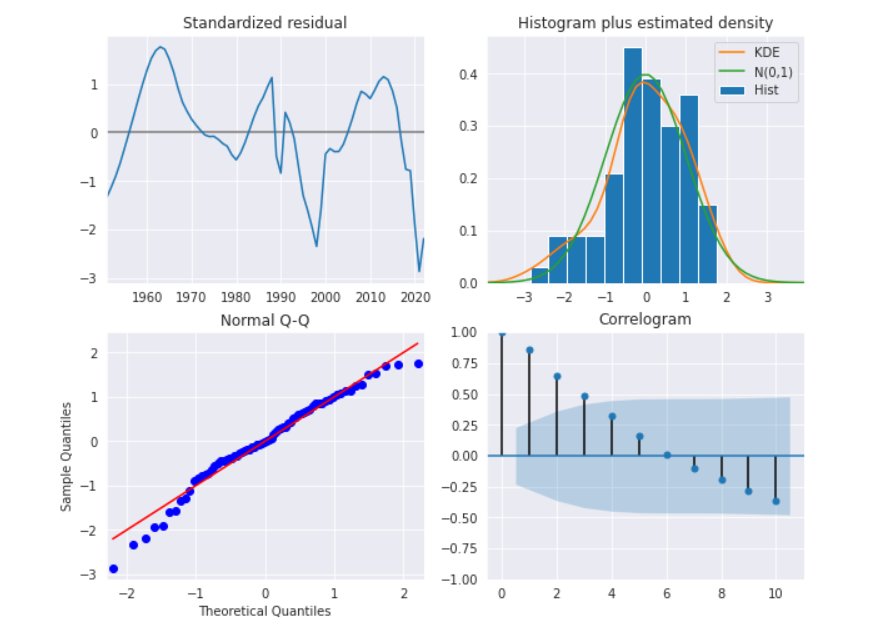 Standardized residual
1
0
−1
−2
−3
1960 1970 1980 1990 2000 2010 2020
Histogram plus estimated density
KDE
N(0,1)
Hist
0.4
0.3
0.2
0.1
0.0
−3 −2 −1 0 1 2 3
Normal Q-Q
Sample Quantiles
2
1
0
−1
−2
−3
−2 −1 0 1 2
Theoretical Quantiles
Correlogram
1.00
0.75
0.50
0.25
0.00
−0.25
−0.50
−0.75
−1.00
0 2 4 6 8 10